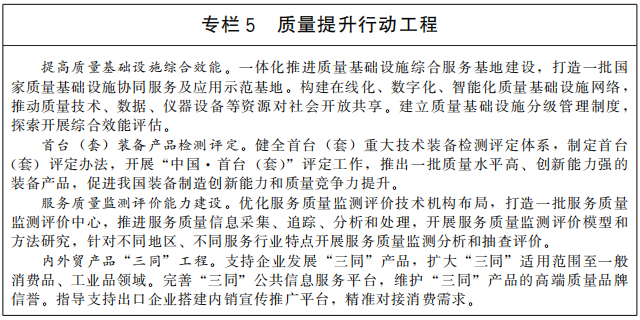 专栏5 质量提升行动工程
提高质量基础设施综合效能。一体化推进质量基础设施综合服务基地建设，打造一批国
家质量基础设施协同服务及应用示范基地。构建在线化、数字化、智能化质量基础设施网络，
推动质量技术、数据、仪器设备等资源对社会开放共享。建立质量基础设施分级管理制度，
探索开展综合效能评估。
首台（套）装备产品检测评定。健全首台（套）重大技术装备检测评定体系，制定首台
（套）评定办法，开展“中国·首台（套）”评定工作，推出一批质量水平高、创新能力强的
装备产品，促进我国装备制造创新能力和质量竞争力提升。
服务质量监测评价能力建设。优化服务质量监测评价技术机构布局，打造一批服务质量
监测评价中心，推进服务质量信息采集、追踪、分析和处理，开展服务质量监测评价模型和
方法研究，针对不同地区、不同服务行业特点开展服务质量监测分析和抽查评价。
内外贸产品“三同”工程。支持企业发展“三同”产品，扩大“三同”适用范围至一般
消费品、工业品领域。完善“三同”公共信息服务平台，维护“三同”产品的高端质量品牌
信誉。指导支持出口企业搭建内销宣传推广平台，精准对接消费需求。